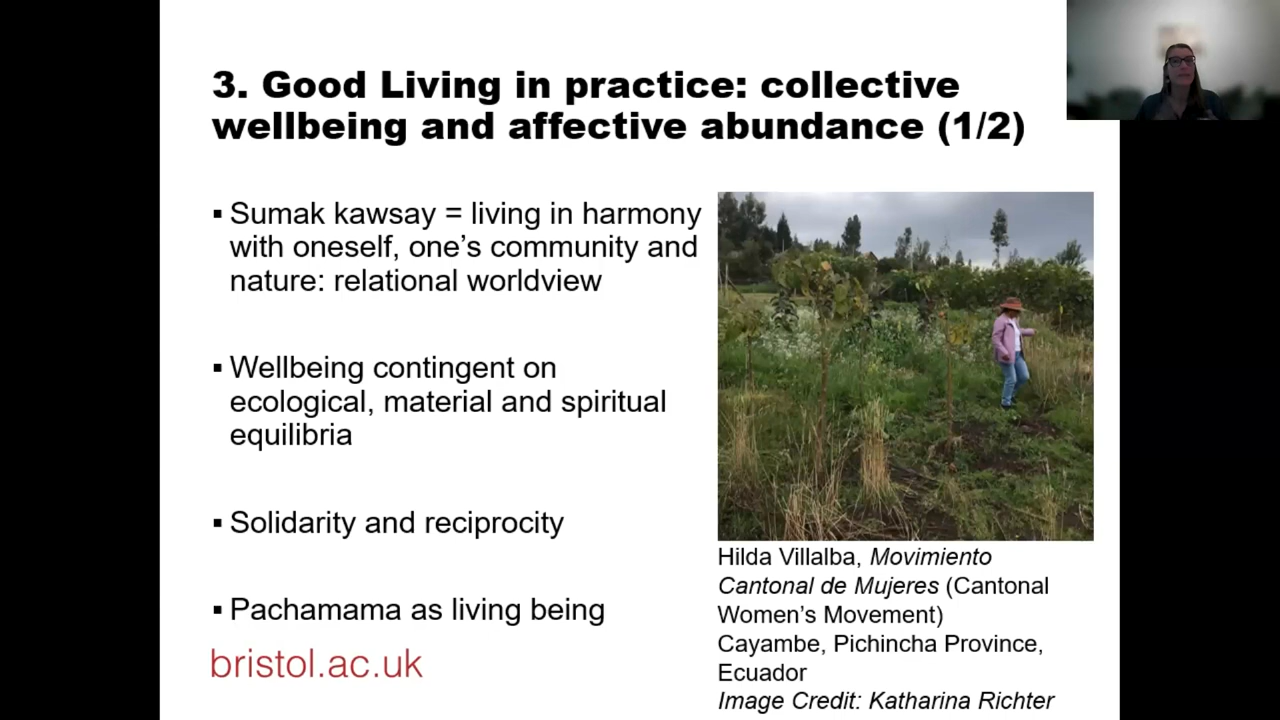 3. Good Living in practice: collective
wellbeing and affective abundance (1/2)
▪ Sumak kawsay = living in harmony
with oneself, one’s community and
nature: relational worldview
▪ Wellbeing contingent on
ecological, material and spiritual
equilibria
▪ Solidarity and reciprocity
▪ Pachamama as living being
bristol.ac.uk
Hilda Villalba, Movimiento
Cantonal de Mujeres (Cantonal
Women’s Movement)
Cayambe, Pichincha Province,
Ecuador
Image Credit: Katharina Richter